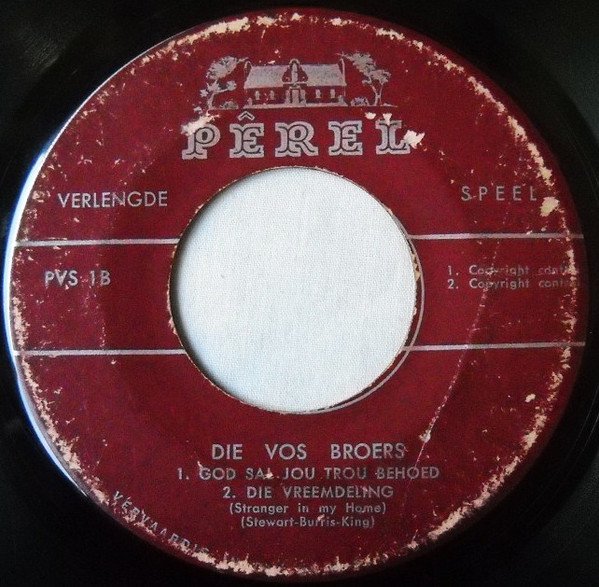 PÊREL
VERLENGDE SPEEL
PVS 1B
1. Copyright
2. Copyright
DIE VOS BROERS
1. GOD SAL JOU TROU BEHOED
2. DIE VREEMDELING
(Stranger in my Home)
(Stewart-Burris-King)